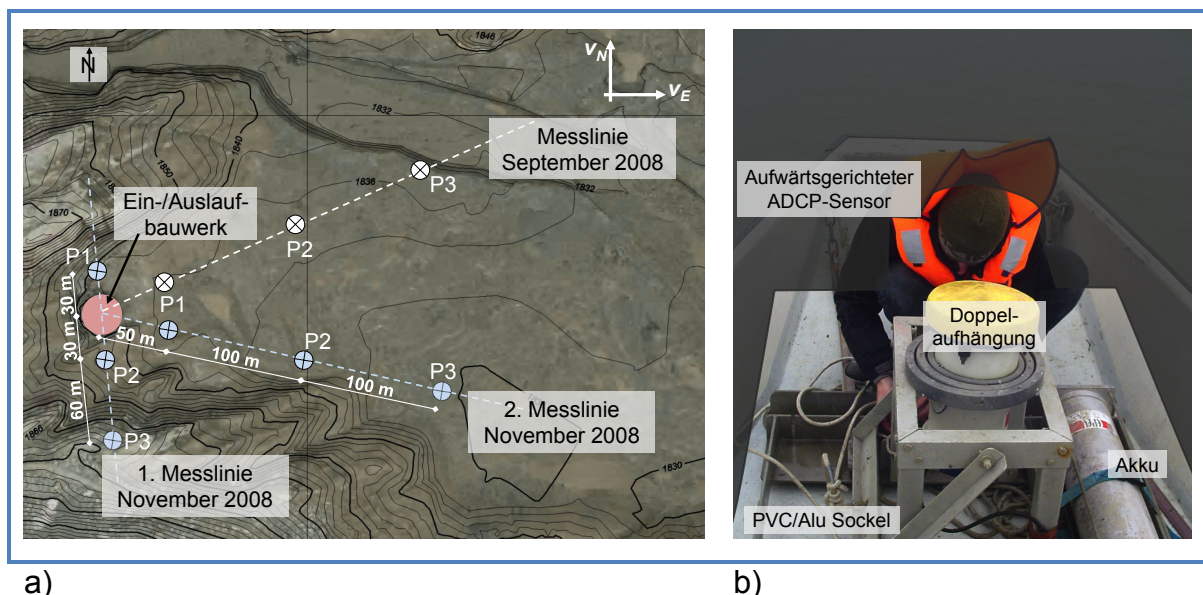 N
1846
v_N
v_E
1832
Messlinie
September 2008
1840
1850
1836
1832
P3
Ein-/Auslauf-
bauwerk
1870
P2
P1
P1
30 m
30 m
60 m
50 m
100 m
100 m
P2
P2
P3
P3
2. Messlinie
November 2008
1830
1866
1. Messlinie
November 2008
a)
Aufwärtsgerichteter
ADCP-Sensor
Doppel-
aufhängung
Akku
PVC/Alu Sockel
b)